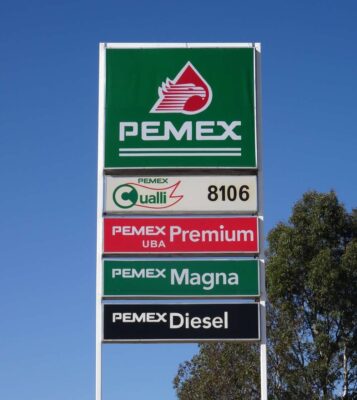 PEMEX
PEMEX
Cualli 8106
PEMEX Premium
UBA
PEMEX Magna
PEMEX Diesel